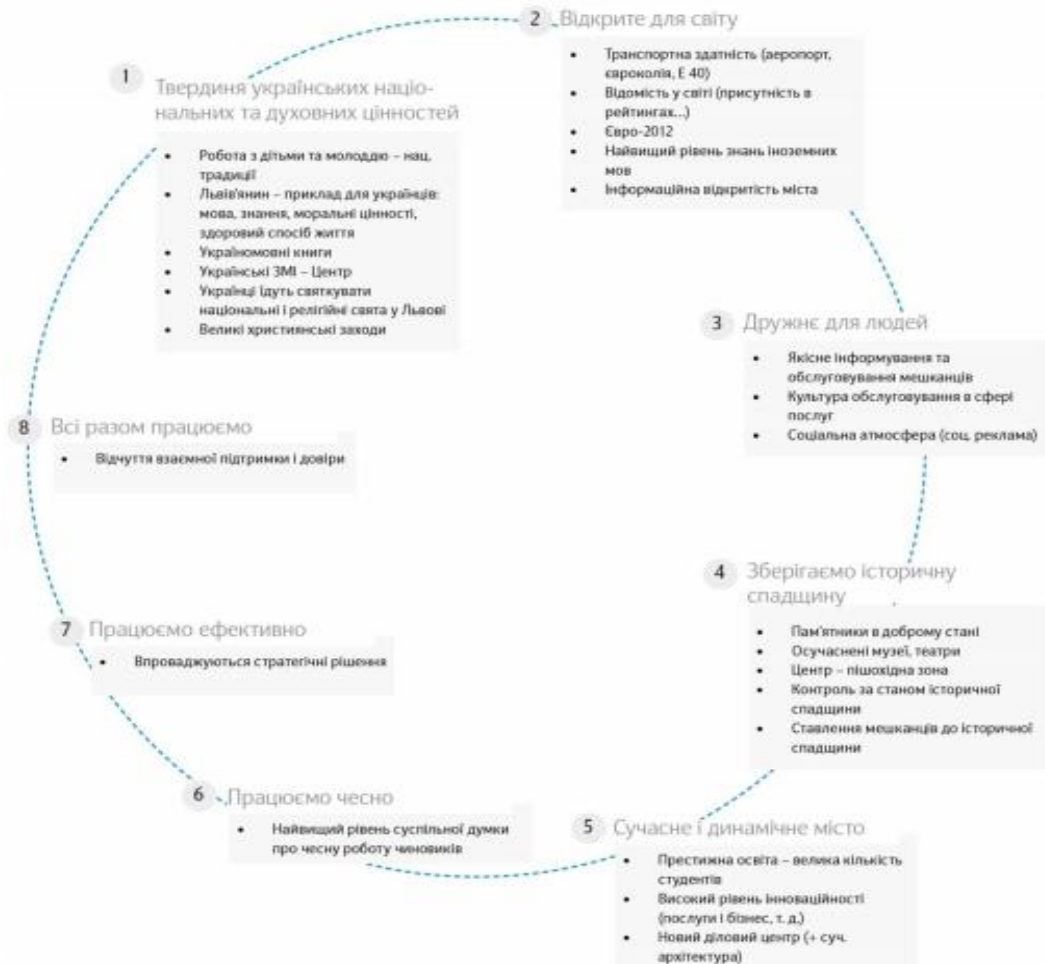 1
Твердиня українських націо-
нальних та духовних цінностей
• Робота з дітьми та молоддю – нац.
традиції
• Львів'янин – приклад для українців:
мова, знання, моральні цінності,
здоровий спосіб життя
• Україномовні книги
• Українські ЗМІ – Центр
• Українці їдуть святкувати
національні і релігійні свята у Львові
• Великі християнські заходи
2 Відкрите для світу
• Транспортна здатність (аеропорт,
євроколія, Е 40)
• Відомість у світі (присутність в
рейтингах...)
• Євро-2012
• Найвищий рівень знань іноземних
мов
• Інформаційна відкритість міста
3 Дружнє для людей
• Якісне інформування та
обслуговування мешканців
• Культура обслуговування в сфері
послуг
• Соціальна атмосфера (соц. реклама)
4 Зберігаємо історичну
спадщину
• Пам'ятники в доброму стані
• Осучаснені музеї, театри
• Центр – пішохідна зона
• Контроль за станом історичної
спадщини
• Ставлення мешканців до історичної
спадщини
5 Сучасне і динамічне місто
• Престижна освіта – велика кількість
студентів
• Високий рівень інноваційності
(послуги і бізнес, т. д.)
• Новий діловий центр (+ суч.
архітектура)
6 Працюємо чесно
• Найвищий рівень суспільної думки
про чесну роботу чиновиків
7 Працюємо ефективно
• Впроваджуються стратегічні рішення
8 Всі разом працюємо
• Відчуття взаємної підтримки і довіри